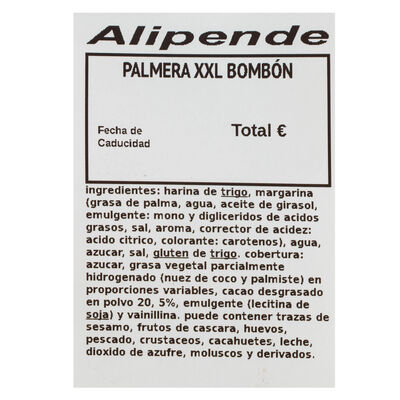 Alipende
PALMERA XXL BOMBÓN
Fecha de
Caducidad
Total €
ingredientes: harina de trigo, margarina
(grasa de palma, agua, aceite de girasol,
emulgente: mono y digliceridos de acidos
grasos, sal, aroma, corrector de acidez:
acido citrico, colorante: carotenos), agua,
azucar, sal, gluten de trigo. cobertura:
azucar, grasa vegetal parcialmente
hidrogenado (nuez de coco y palmiste) en
proporciones variables, cacao desgrasado
en polvo 20, 5%, emulgente (lecitina de
soja) y vainillina. puede contener trazas de
sesamo, frutos de cascara, huevos,
pescado, crustaceos, cacahuetes, leche,
dioxido de azufre, moluscos y derivados.